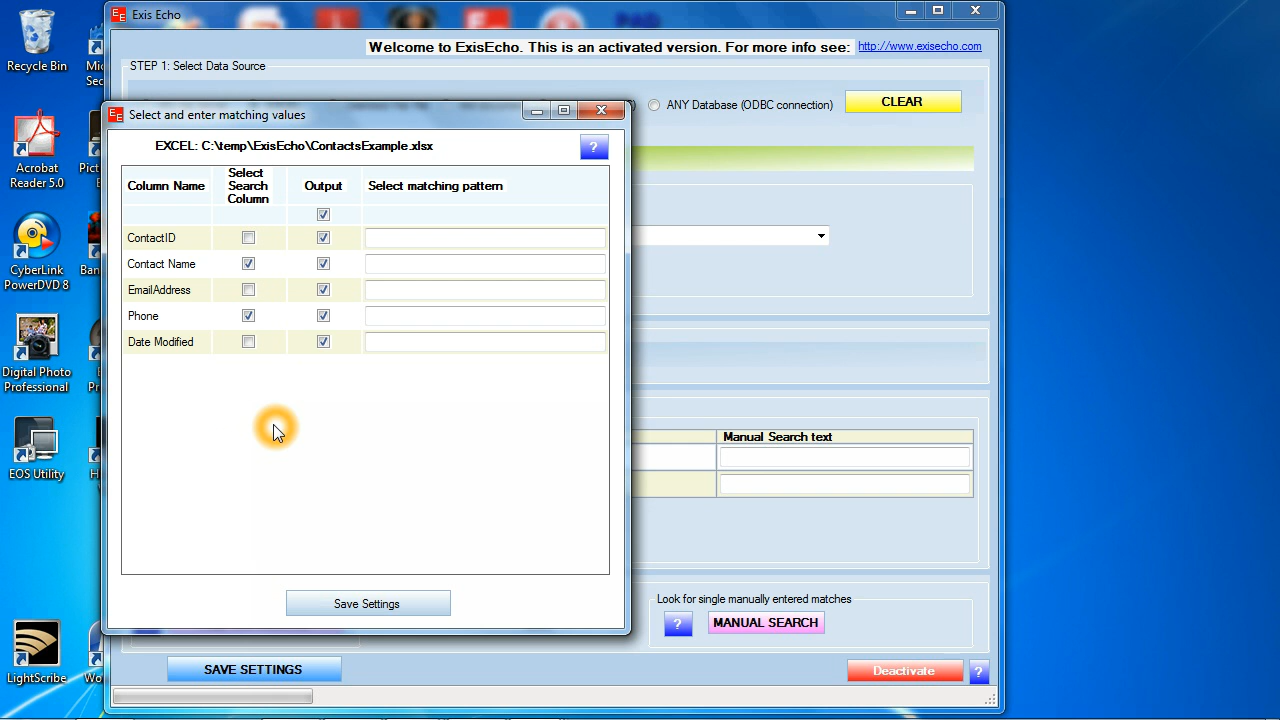 Exis Echo
Welcome to ExisEcho. This is an activated version. For more info see:
http://www.exisecho.com
STEP 1: Select Data Source
ANY Database (ODBC connection)
CLEAR
Select and enter matching values
EXCEL: C:\temp\ExisEcho\ContactsExample.xlsx
?
Column Name
Select
Search
Column
Output
Select matching pattern
ContactID
Contact Name
EmailAddress
Phone
Date Modified
Save Settings
Manual Search text
Look for single manually entered matches
?
MANUAL SEARCH
SAVE SETTINGS
Deactivate
?
Recycle Bin
Acrobat
Reader 5.0
CyberLink
PowerDVD 8
Digital Photo
Professional
EOS Utility
LightScribe